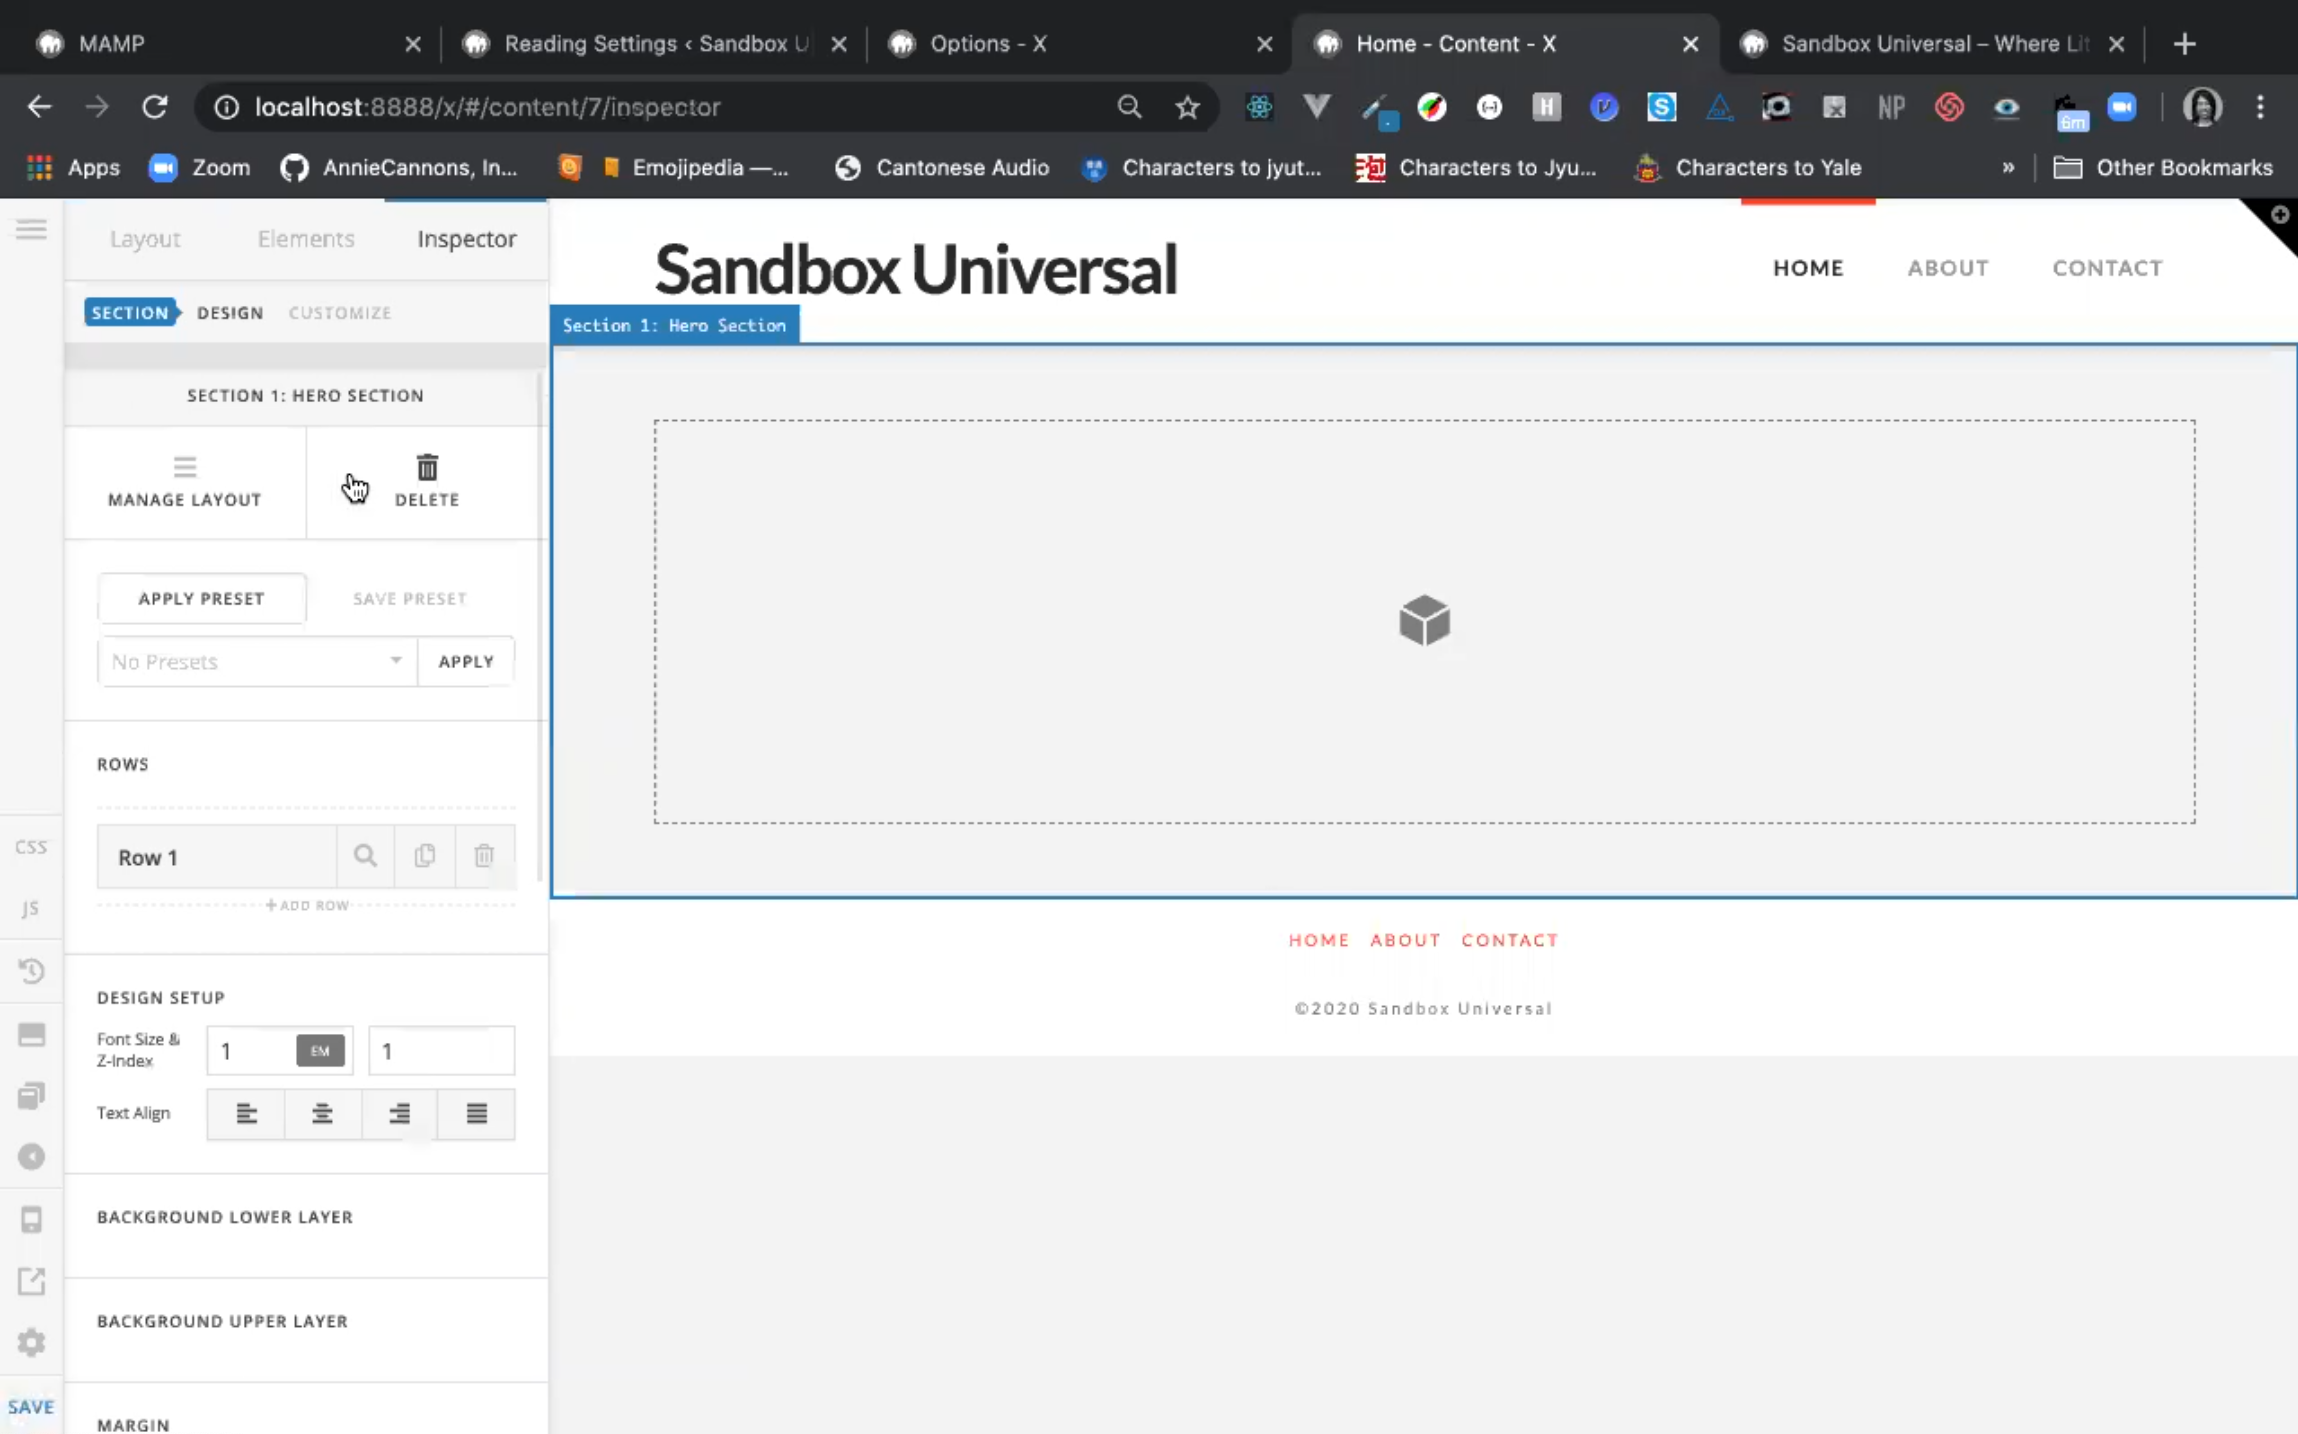 MAMP
Reading Settings ‹ Sandbox U
Options - X
Home - Content - X
Sandbox Universal – Where Lit
localhost:8888/x/#/content/7/inspector
NP
6m
Apps
Zoom
AnnieCannons, In...
Emojipedia —...
Cantonese Audio
Characters to jyut...
Characters to Jyu...
Characters to Yale
»
Other Bookmarks
Layout
Elements
Inspector
SECTION
DESIGN
CUSTOMIZE
SECTION 1: HERO SECTION
MANAGE LAYOUT
DELETE
APPLY PRESET
SAVE PRESET
No Presets
APPLY
ROWS
Row 1
+ ADD ROW
DESIGN SETUP
Font Size &
Z-Index
1
EM
1
Text Align
BACKGROUND LOWER LAYER
BACKGROUND UPPER LAYER
MARGIN
CSS
JS
SAVE
Sandbox Universal
HOME
ABOUT
CONTACT
Section 1: Hero Section
HOME ABOUT CONTACT
©2020 Sandbox Universal